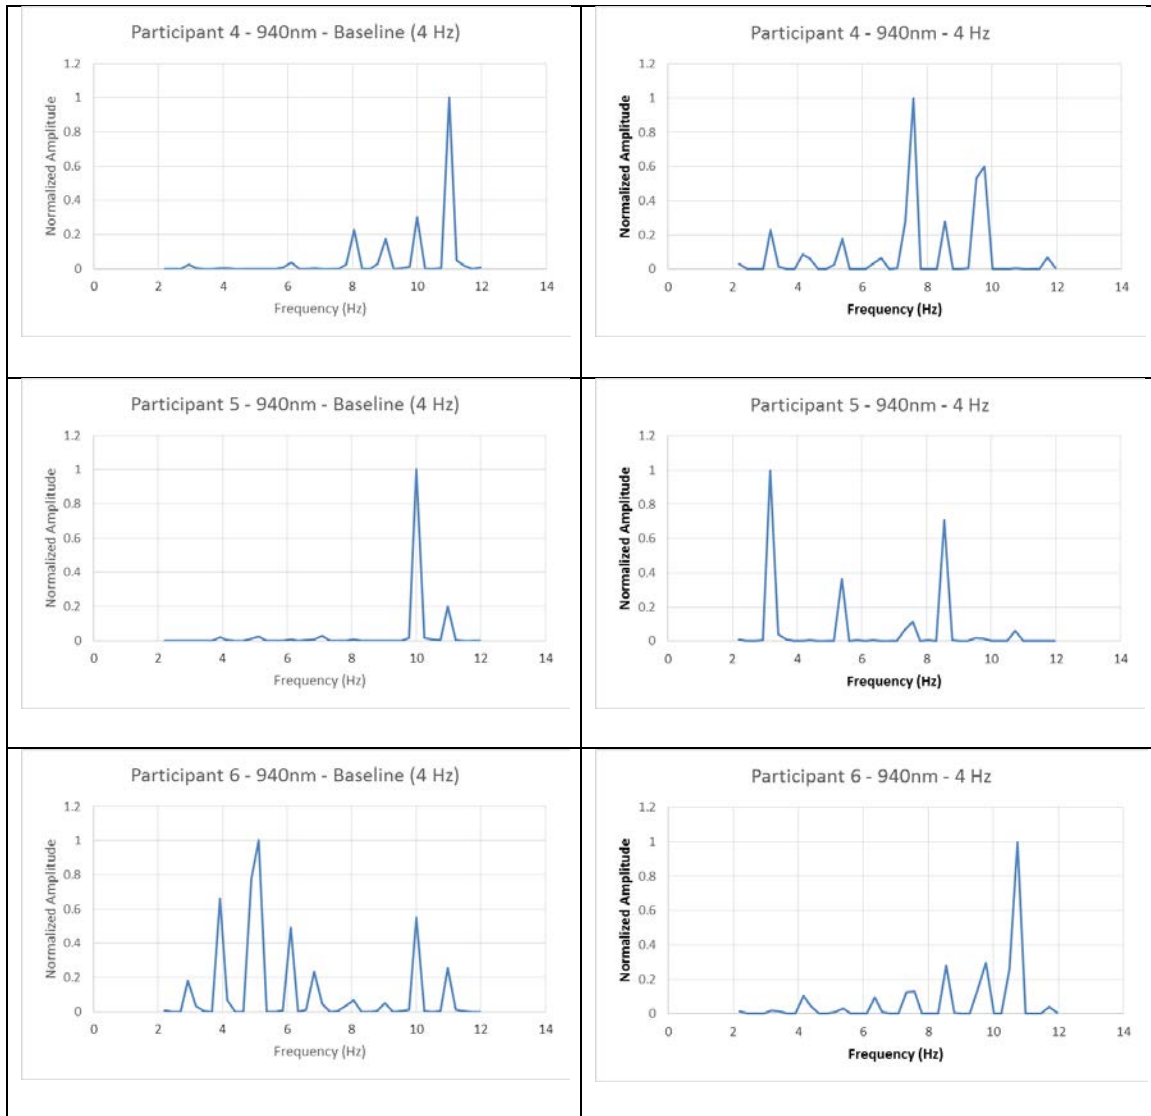 Participant 4 - 940nm - Baseline (4 Hz)
1.2
1
0.8
0.6
0.4
0.2
0
Normalized Amplitude
0 2 4 6 8 10 12 14
Frequency (Hz)
Participant 4 - 940nm - 4 Hz
1.2
1
0.8
0.6
0.4
0.2
0
Normalized Amplitude
0 2 4 6 8 10 12 14
Frequency (Hz)
Participant 5 - 940nm - Baseline (4 Hz)
1.2
1
0.8
0.6
0.4
0.2
0
Normalized Amplitude
0 2 4 6 8 10 12 14
Frequency (Hz)
Participant 5 - 940nm - 4 Hz
1.2
1
0.8
0.6
0.4
0.2
0
Normalized Amplitude
0 2 4 6 8 10 12 14
Frequency (Hz)
Participant 6 - 940nm - Baseline (4 Hz)
1.2
1
0.8
0.6
0.4
0.2
0
Normalized Amplitude
0 2 4 6 8 10 12 14
Frequency (Hz)
Participant 6 - 940nm - 4 Hz
1.2
1
0.8
0.6
0.4
0.2
0
Normalized Amplitude
0 2 4 6 8 10 12 14
Frequency (Hz)